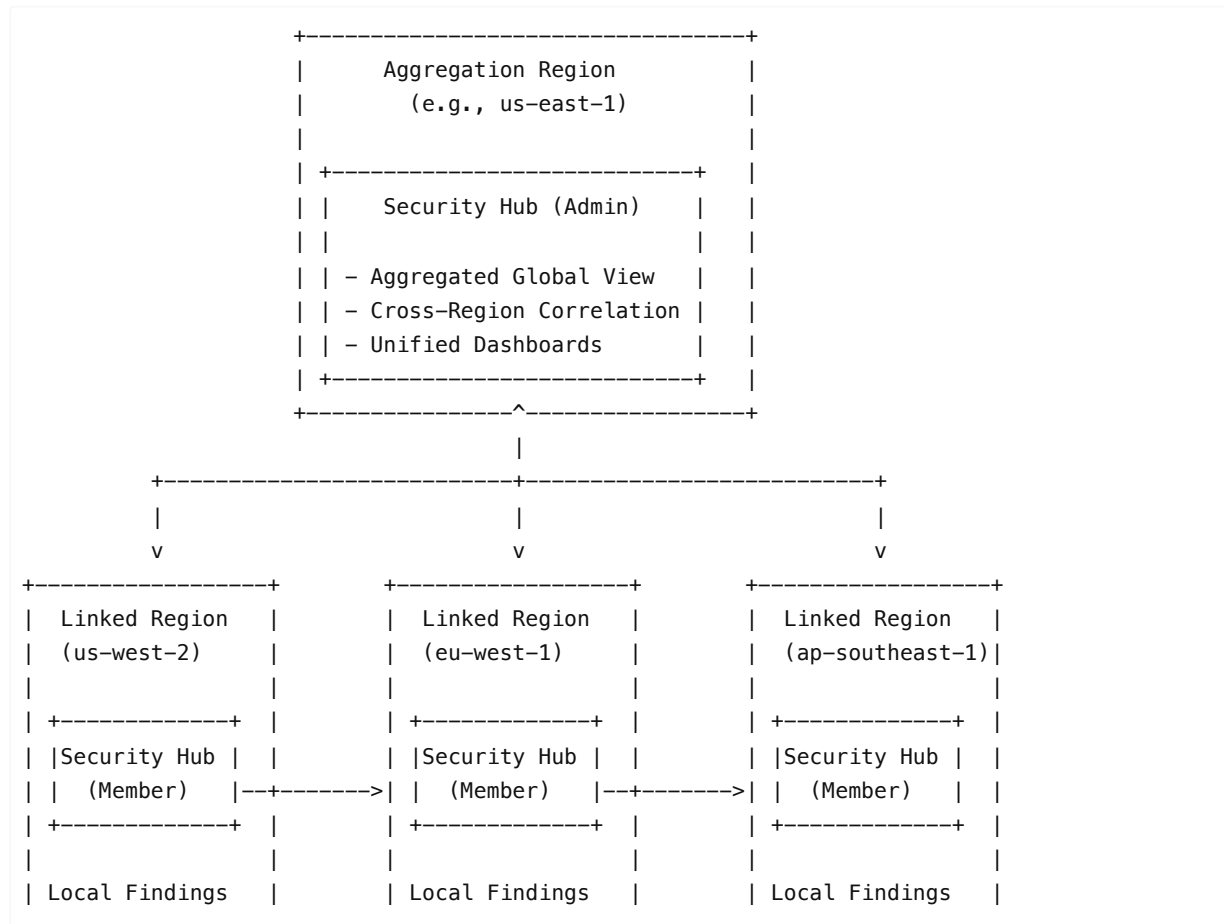 Aggregation Region
(e.g., us-east-1)
Security Hub (Admin)
- Aggregated Global View
- Cross-Region Correlation
- Unified Dashboards
Linked Region Linked Region Linked Region
(us-west-2) (eu-west-1) (ap-southeast-1)
Security Hub Security Hub Security Hub
(Member) (Member) (Member)
Local Findings Local Findings Local Findings